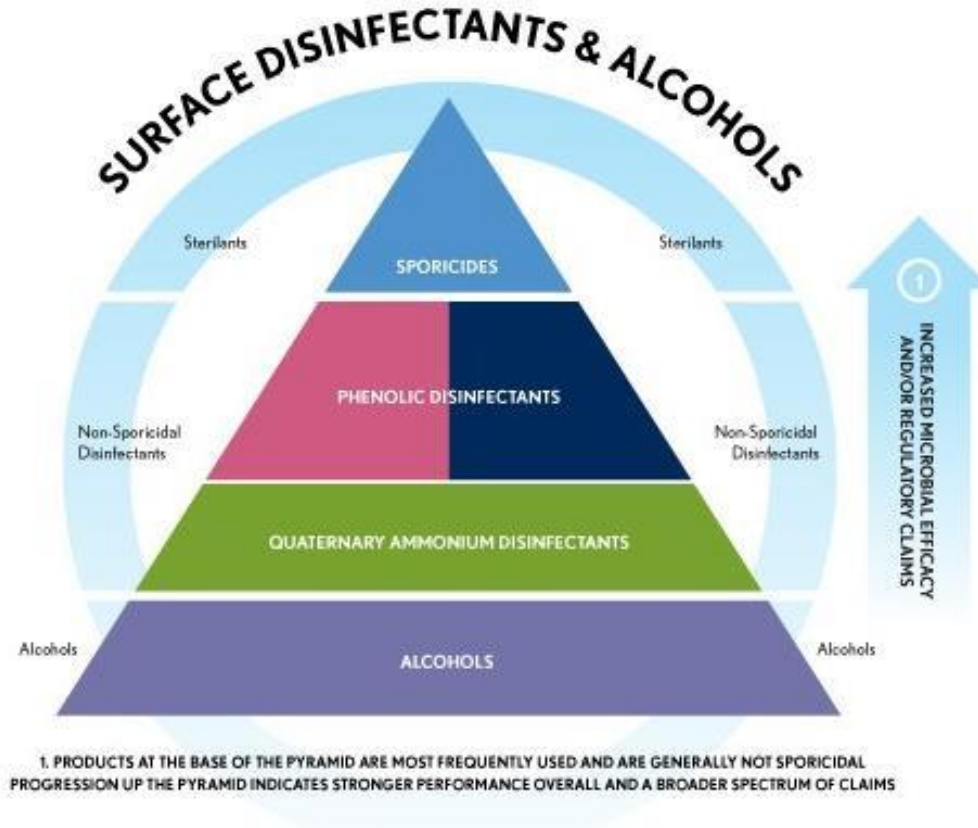 SURFACE DISINFECTANTS & ALCOHOLS
Sterilants
Sterilants
SPORICIDES
1
INCREASED MICROBIAL EFFICACY
AND/OR REGULATORY CLAIMS
PHENOLIC DISINFECTANTS
Non-Sporicidal
Disinfectants
Non-Sporicidal
Disinfectants
QUATERNARY AMMONIUM DISINFECTANTS
Alcohols
ALCOHOLS
Alcohols
1. PRODUCTS AT THE BASE OF THE PYRAMID ARE MOST FREQUENTLY USED AND ARE GENERALLY NOT SPORICIDAL
PROGRESSION UP THE PYRAMID INDICATES STRONGER PERFORMANCE OVERALL AND A BROADER SPECTRUM OF CLAIMS